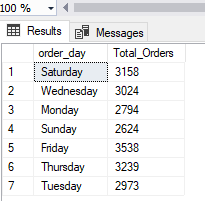 100 %
Results Messages
order_day Total_Orders
1 Saturday 3158
2 Wednesday 3024
3 Monday 2794
4 Sunday 2624
5 Friday 3538
6 Thursday 3239
7 Tuesday 2973